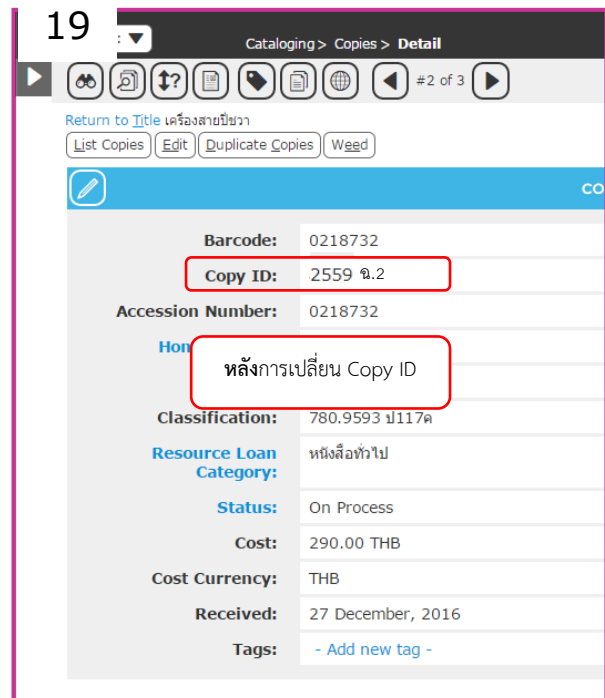 19
: ▼
Cataloging > Copies > Detail
#2 of 3
Return to Title เครื่องสายปี่ชวา
List Copies Edit Duplicate Copies Weed
CO
Barcode: 0218732
Copy ID: 2559 ฉ.2
Accession Number: 0218732
หลังการเปลี่ยน Copy ID
Classification: 780.9593 ป117ค
Resource Loan Category: หนังสือทั่วไป
Status: On Process
Cost: 290.00 THB
Cost Currency: THB
Received: 27 December, 2016
Tags: - Add new tag -